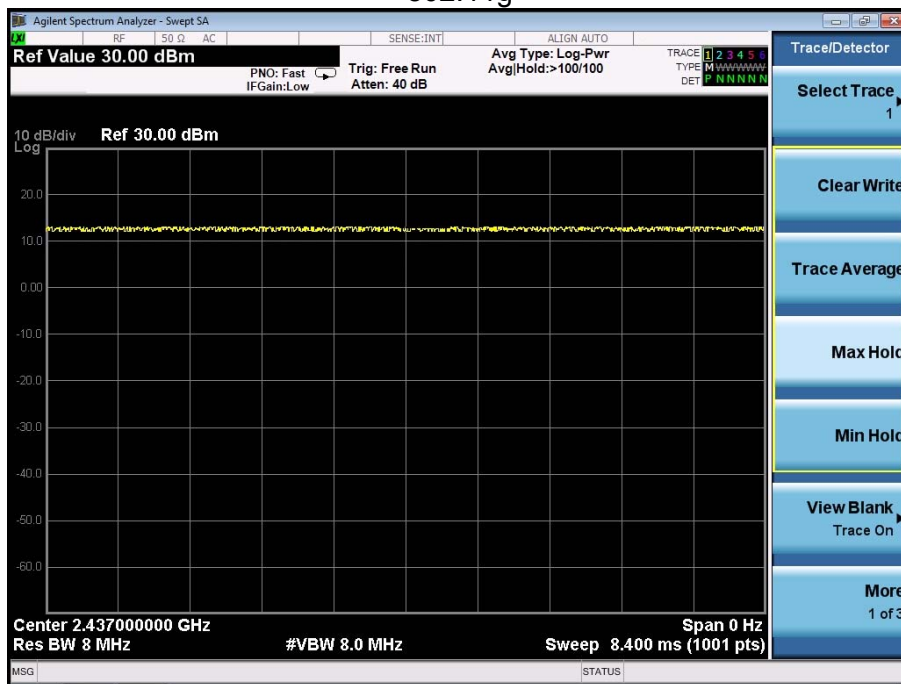 Agilent Spectrum Analyzer - Swept SA
LXI RF 50 Ω AC SENSE:INT ALIGN AUTO
Ref Value 30.00 dBm
PNO: Fast
IFGain:Low
Trig: Free Run
Atten: 40 dB
Avg Type: Log-Pwr
Avg|Hold:>100/100
TRACE 1 2 3 4 5 6
TYPE M WWWWW
DET P N N N N N
10 dB/div Ref 30.00 dBm
Log
20.0
10.0
0.00
-10.0
-20.0
-30.0
-40.0
-50.0
-60.0
Center 2.437000000 GHz Span 0 Hz
Res BW 8 MHz #VBW 8.0 MHz Sweep 8.400 ms (1001 pts)
MSG STATUS
Trace/Detector
Select Trace
1
Clear Write
Trace Average
Max Hold
Min Hold
View Blank
Trace On
More
1 of 3